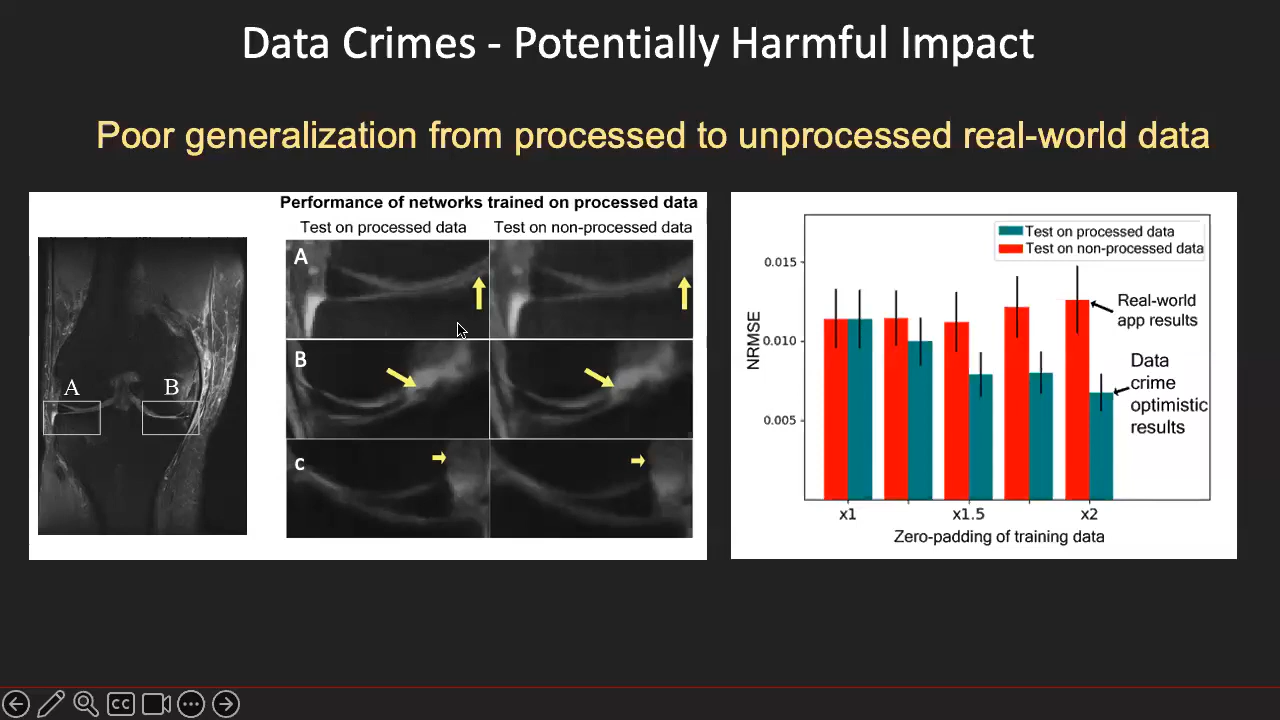 Data Crimes - Potentially Harmful Impact
Poor generalization from processed to unprocessed real-world data
Performance of networks trained on processed data
Test on processed data
Test on non-processed data
A
B
A
B
C
Test on processed data
Test on non-processed data
0.015
0.010
0.005
NRMSE
Real-world
app results
Data
crime
optimistic
results
x1
x1.5
x2
Zero-padding of training data
CC